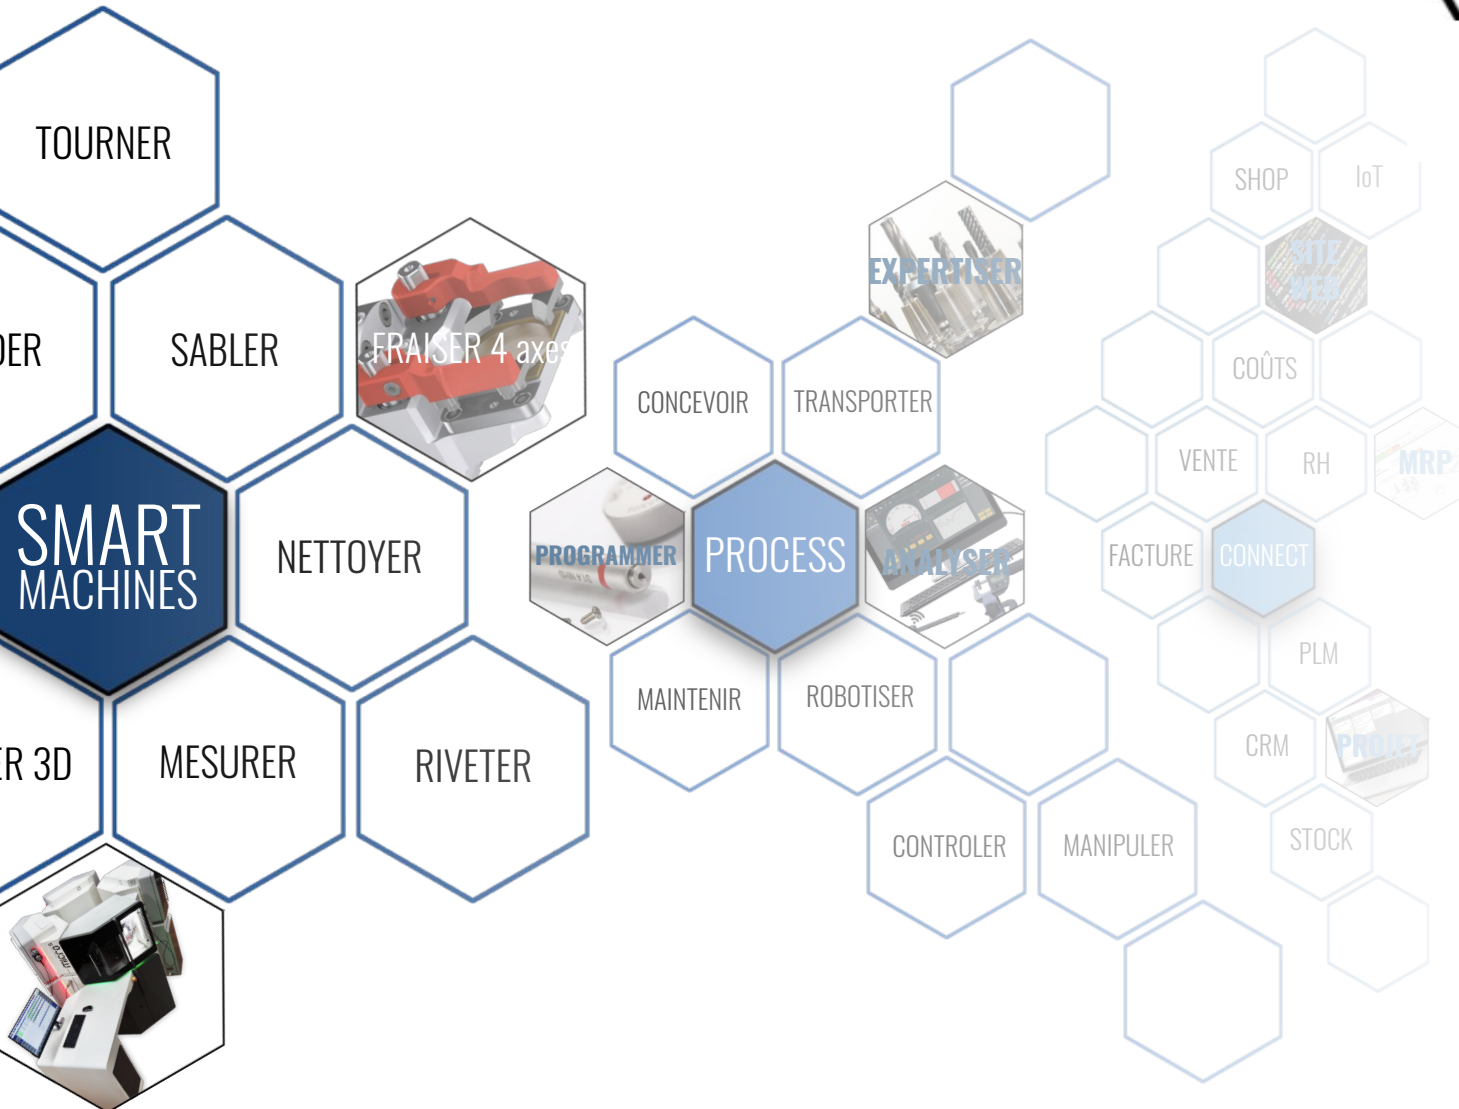 TOURNER
DER
SABLER
FRAISER 4 axes
SMART
MACHINES
NETTOYER
ER 3D
MESURER
RIVETER
EXPERTISER
CONCEVOIR
TRANSPORTER
PROGRAMMER
PROCESS
ANALYSER
MAINTENIR
ROBOTISER
CONTROLER
MANIPULER
SHOP
IoT
SITE
WEB
COÛTS
VENTE
RH
MRP
FACTURE
CONNECT
PLM
CRM
PROJET
STOCK